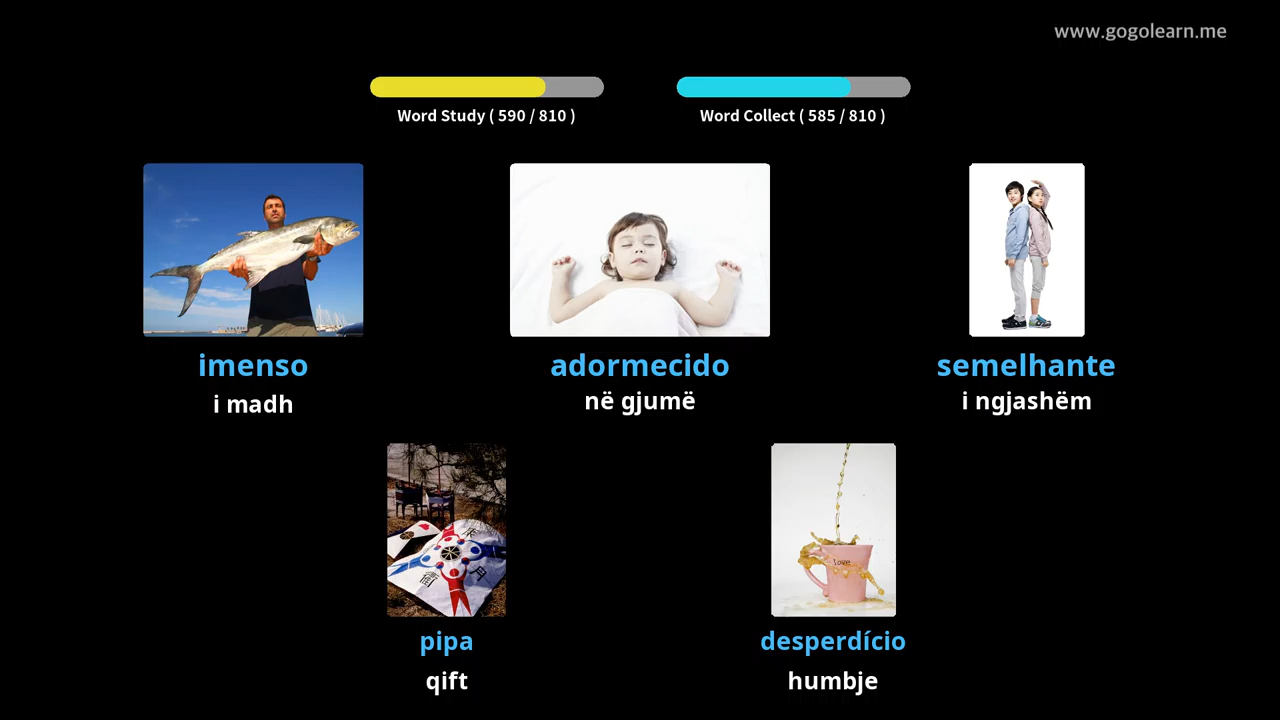 www.gogolearn.me
Word Study ( 590 / 810 )
Word Collect ( 585 / 810 )
imenso
i madh
adormecido
në gjumë
semelhante
i ngjashëm
love
pipa
qift
desperdício
humbje